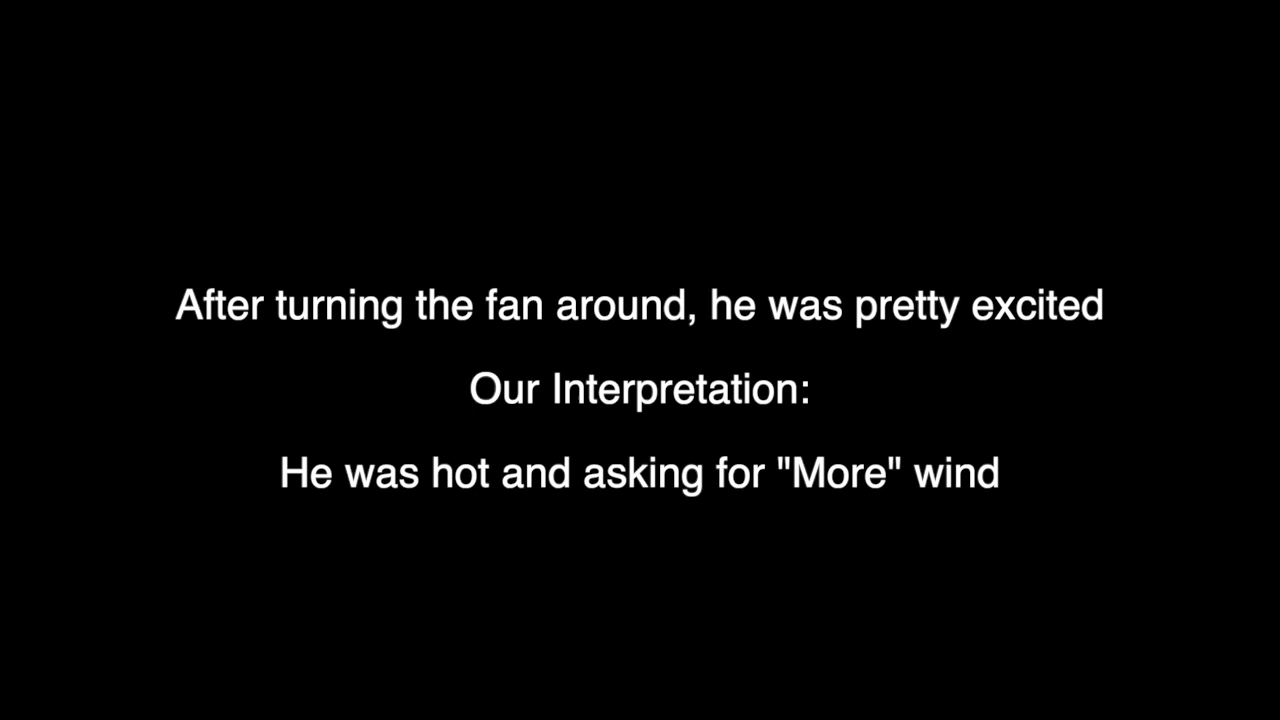 After turning the fan around, he was pretty excited
Our Interpretation:
He was hot and asking for "More" wind